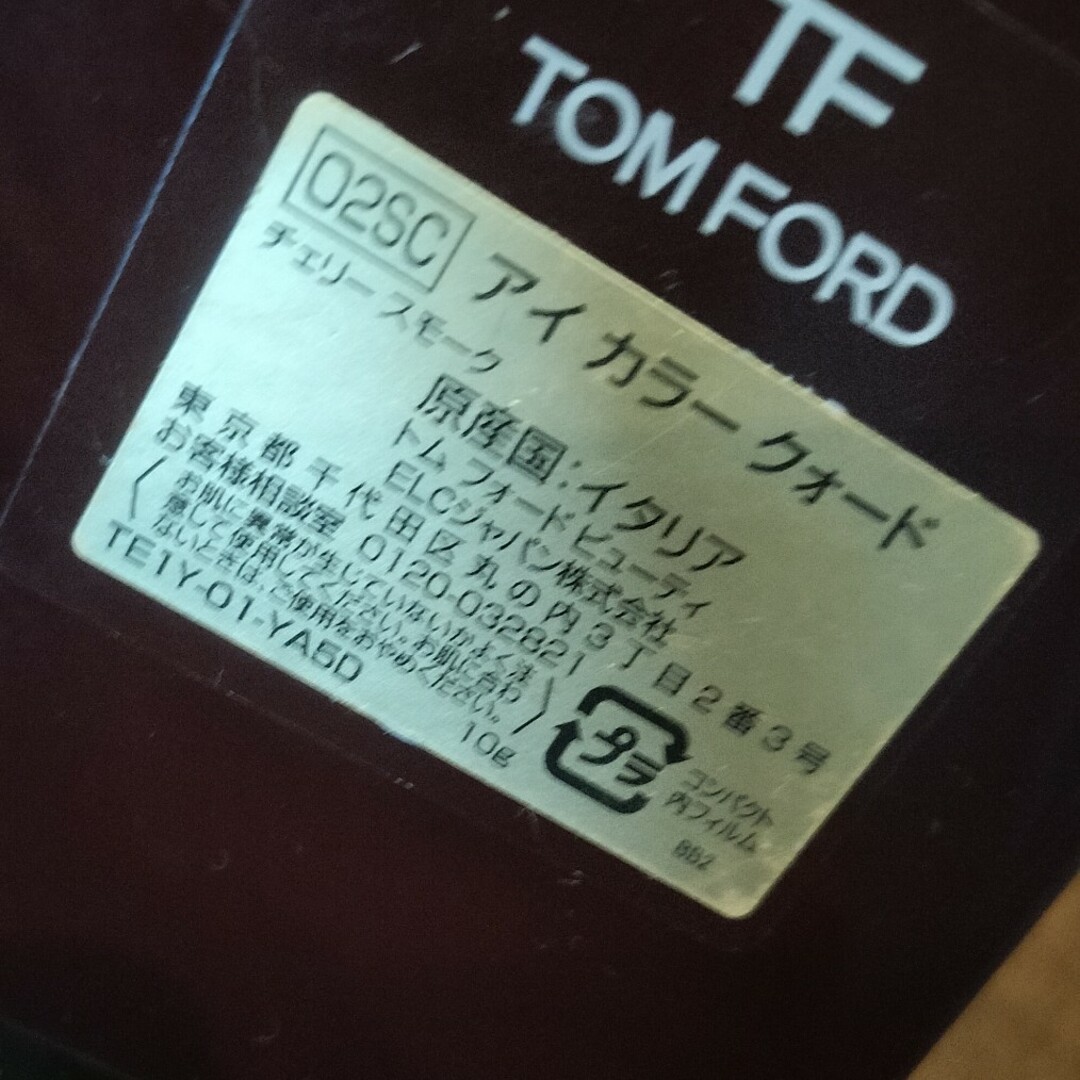 TF
TOM FORD
02SC アイ カラー クォード
チェリー スモーク
原産国:イタリア
トム フォード ビューティ
ELCジャパン株式会社
東京都千代田区丸の内3丁目2番3号
お客様相談室 0120-032821
〈お肌に異常が生じていないかよく注
意して使用してください。お肌に合わ
ないときは、ご使用をおやめください。〉
TE1Y-01-YA5D
10g
プラ
コンパクト
内フィルム
BB2